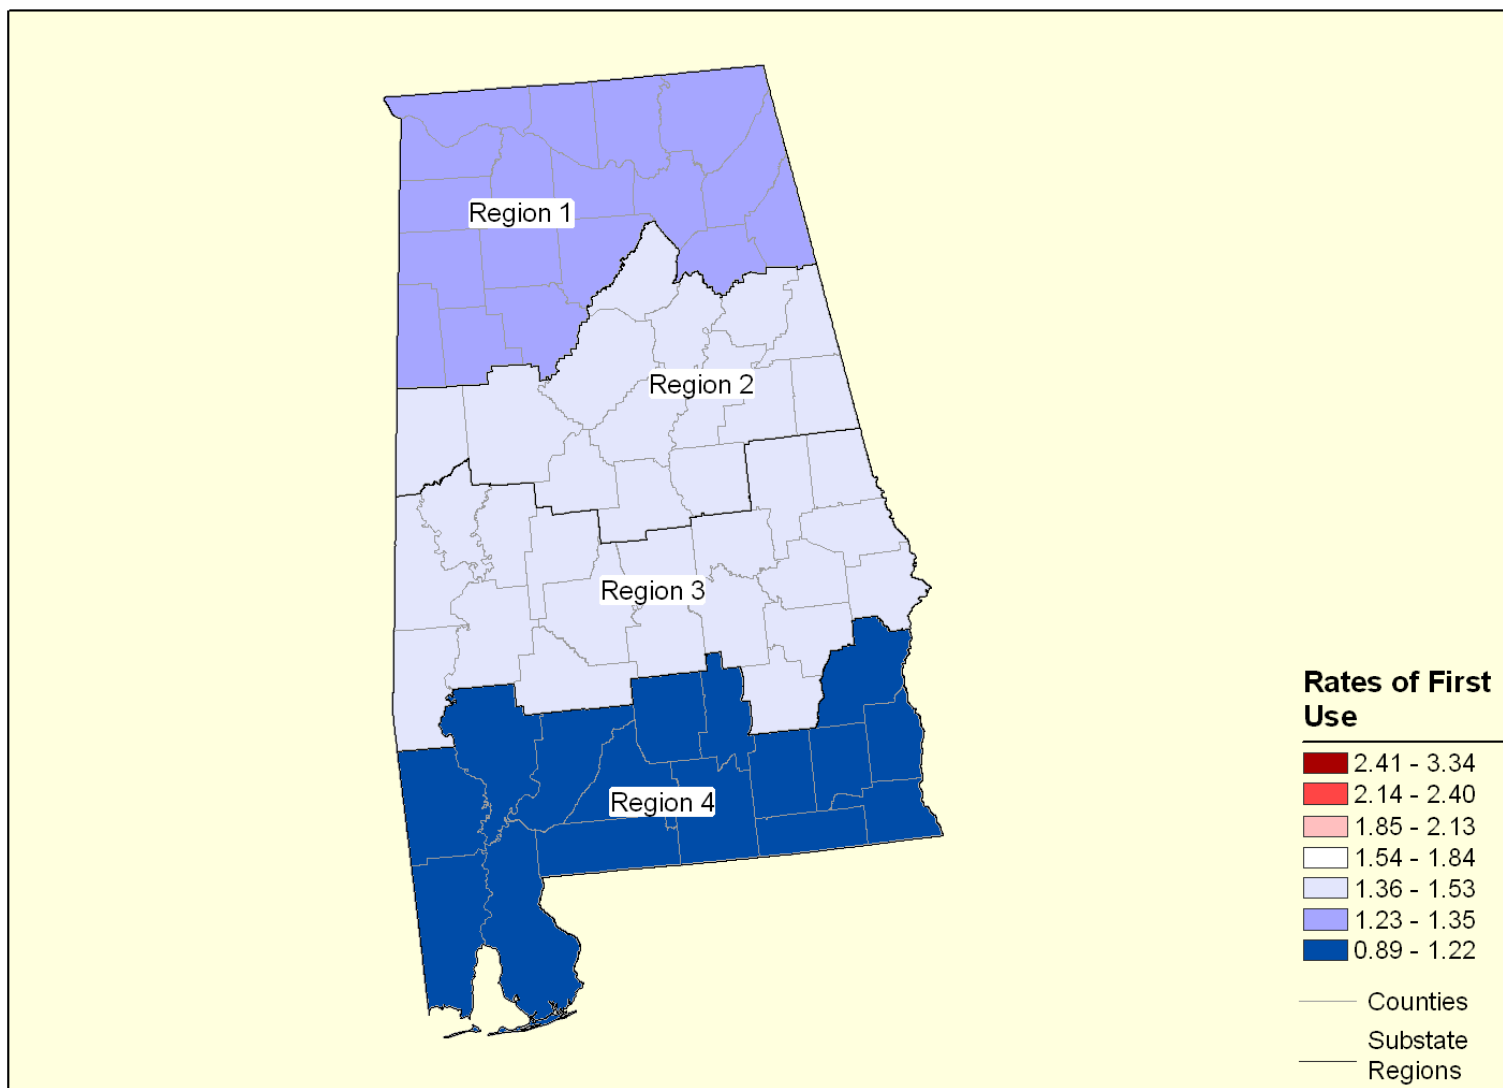 Region 1
Region 2
Region 3
Region 4
Rates of First
Use
2.41 - 3.34
2.14 - 2.40
1.85 - 2.13
1.54 - 1.84
1.36 - 1.53
1.23 - 1.35
0.89 - 1.22
Counties
Substate
Regions